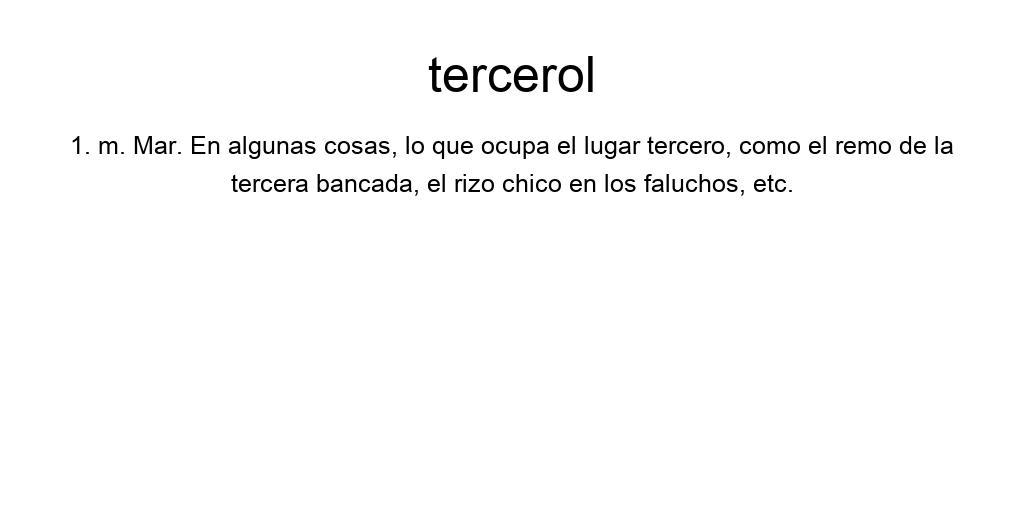 tercerol
1. m. Mar. En algunas cosas, lo que ocupa el lugar tercero, como el remo de la
tercera bancada, el rizo chico en los faluchos, etc.